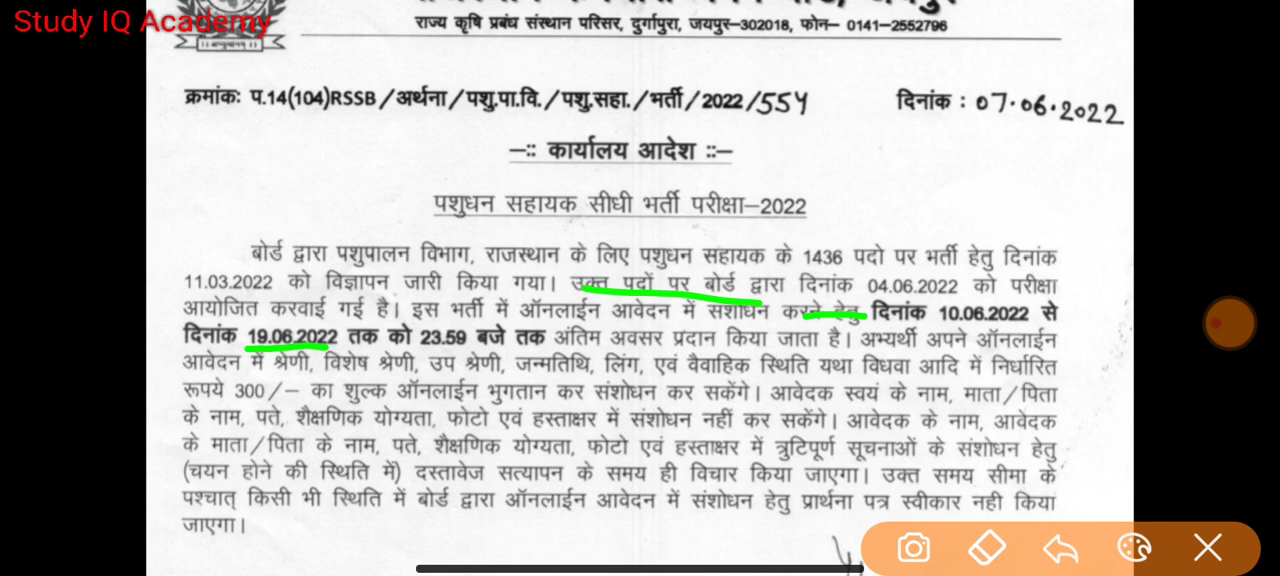 Study IQ Academy
राज्य कृषि प्रबंध संस्थान परिसर, दुर्गापुरा, जयपुर–302018, फोन– 0141–2552796
क्रमांकः प.14(104)RSSB/अर्थना/पशु.पा.वि./पशु.सहा./भर्ती/2022/554
दिनांक : 07.06.2022
–:: कार्यालय आदेश ::–
पशुधन सहायक सीधी भर्ती परीक्षा–2022
बोर्ड द्वारा पशुपालन विभाग, राजस्थान के लिए पशुधन सहायक के 1436 पदो पर भर्ती हेतु दिनांक
11.03.2022 को विज्ञापन जारी किया गया। उक्त पदों पर बोर्ड द्वारा दिनांक 04.06.2022 को परीक्षा
आयोजित करवाई गई है। इस भर्ती में ऑनलाईन आवेदन में संशोधन करने हेतु दिनांक 10.06.2022 से
दिनांक 19.06.2022 तक को 23.59 बजे तक अंतिम अवसर प्रदान किया जाता है। अभ्यर्थी अपने ऑनलाईन
आवेदन में श्रेणी, विशेष श्रेणी, उप श्रेणी, जन्मतिथि, लिंग, एवं वैवाहिक स्थिति यथा विधवा आदि में निर्धारित
रूपये 300/– का शुल्क ऑनलाईन भुगतान कर संशोधन कर सकेंगे। आवेदक स्वयं के नाम, माता/पिता
के नाम, पते, शैक्षणिक योग्यता, फोटो एवं हस्ताक्षर में संशोधन नहीं कर सकेंगे। आवेदक के नाम, आवेदक
के माता/पिता के नाम, पते, शैक्षणिक योग्यता, फोटो एवं हस्ताक्षर में त्रुटिपूर्ण सूचनाओं के संशोधन हेतु
(चयन होने की स्थिति में) दस्तावेज सत्यापन के समय ही विचार किया जाएगा। उक्त समय सीमा के
पश्चात् किसी भी स्थिति में बोर्ड द्वारा ऑनलाईन आवेदन में संशोधन हेतु प्रार्थना पत्र स्वीकार नही किया
जाएगा।